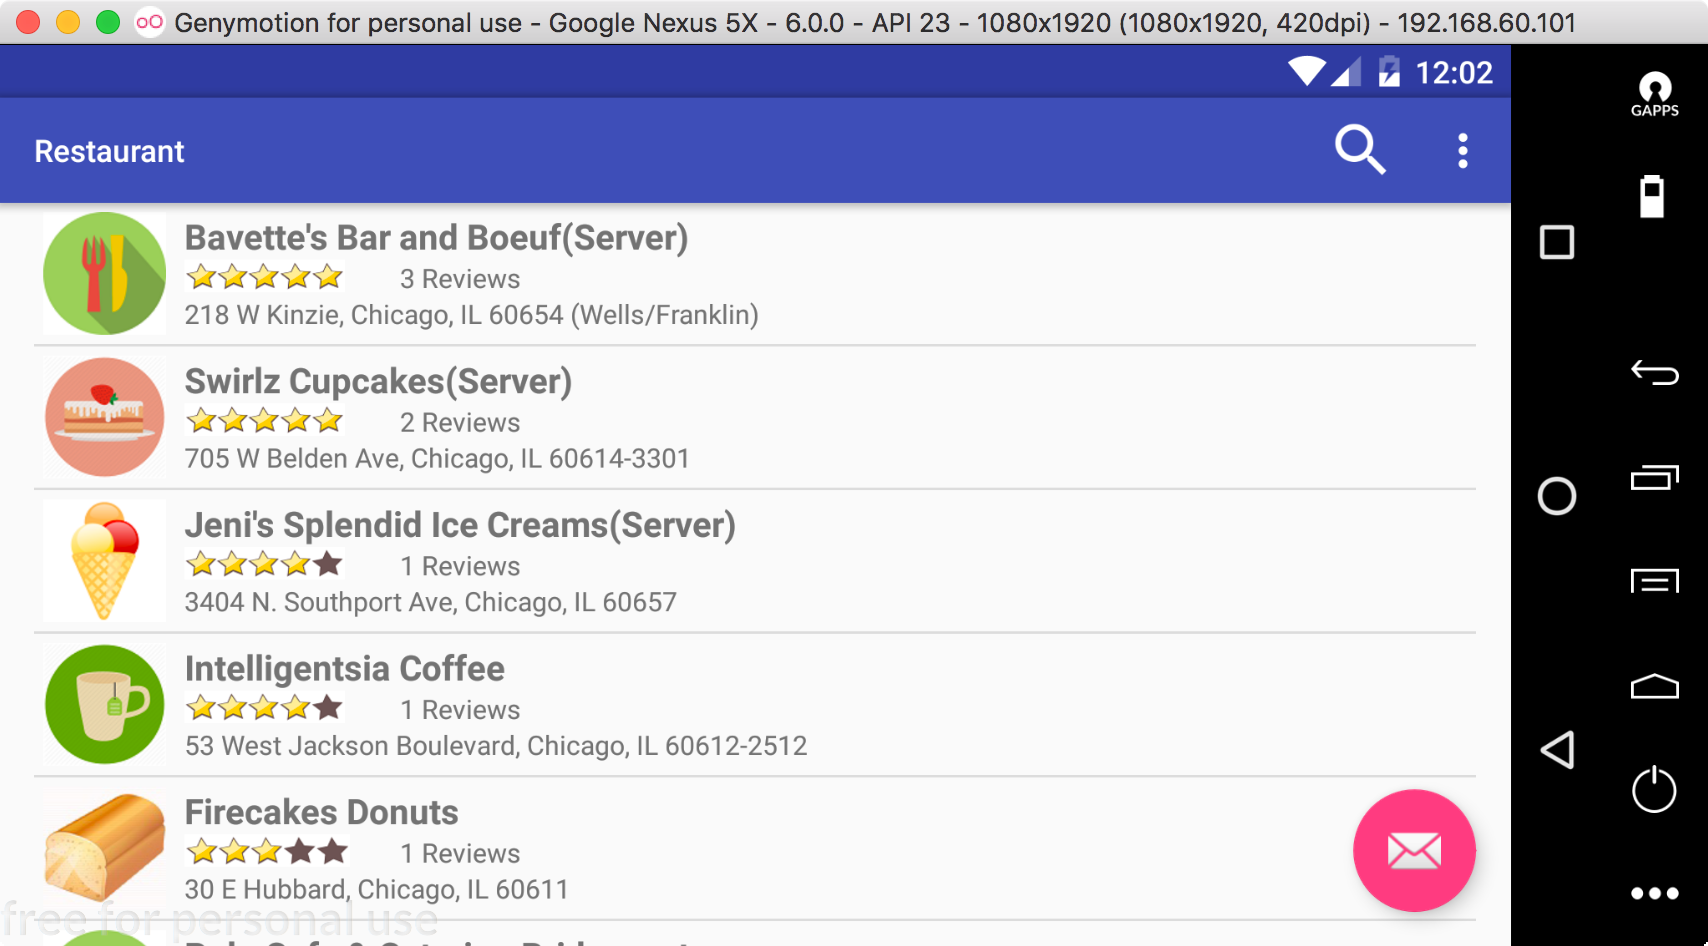 Genymotion for personal use - Google Nexus 5X - 6.0.0 - API 23 - 1080x1920 (1080x1920, 420dpi) - 192.168.60.101
12:02
GAPPS
Restaurant
Bavette's Bar and Boeuf(Server)
3 Reviews
218 W Kinzie, Chicago, IL 60654 (Wells/Franklin)
Swirlz Cupcakes(Server)
2 Reviews
705 W Belden Ave, Chicago, IL 60614-3301
Jeni's Splendid Ice Creams(Server)
1 Reviews
3404 N. Southport Ave, Chicago, IL 60657
Intelligentsia Coffee
1 Reviews
53 West Jackson Boulevard, Chicago, IL 60612-2512
Firecakes Donuts
1 Reviews
30 E Hubbard, Chicago, IL 60611
free for personal use